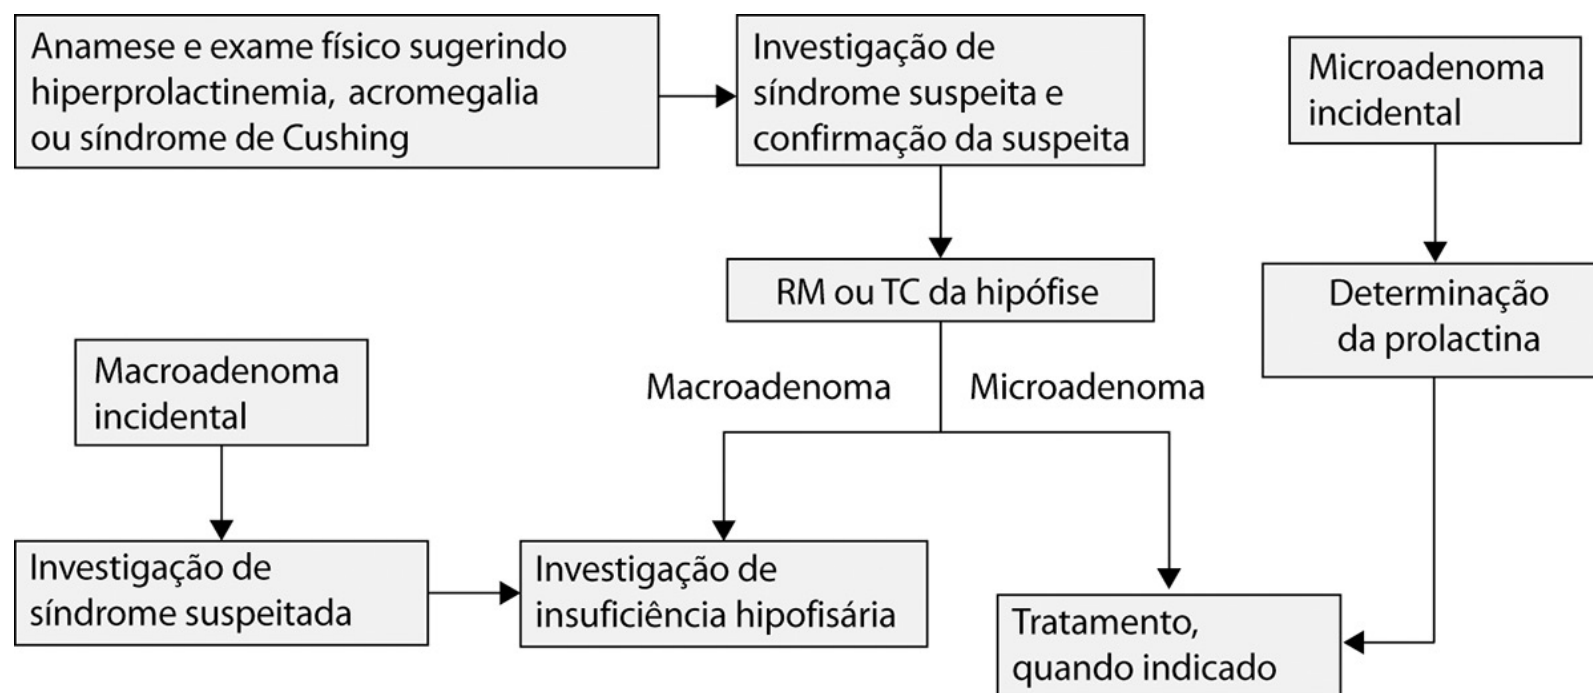 Anamese e exame físico sugerindo
hiperprolactinemia, acromegalia
ou síndrome de Cushing
Investigação de
síndrome suspeita e
confirmação da suspeita
Microadenoma
incidental
RM ou TC da hipófise
Determinação
da prolactina
Macroadenoma
incidental
Macroadenoma
Microadenoma
Investigação de
síndrome suspeitada
Investigação de
insuficiência hipofisária
Tratamento,
quando indicado